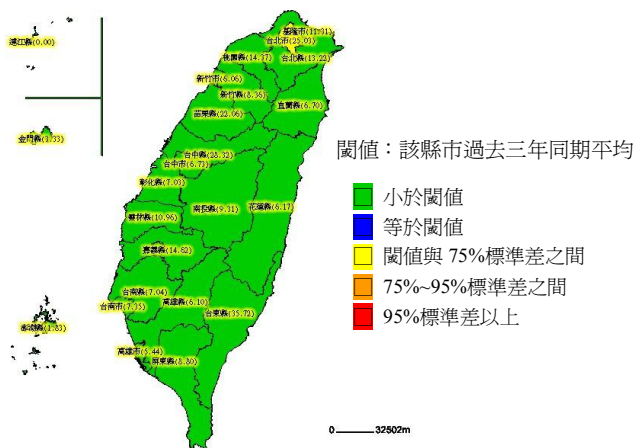 連江縣(0.00)
基隆市(11.31)
台北市(25.03)
桃園縣(14.37)
台北縣(13.22)
新竹市(6.06)
新竹縣(8.36)
宜蘭縣(6.70)
苗栗縣(22.06)
金門縣(3.33)
閾值：該縣市過去三年同期平均
台中縣(28.32)
台中市(6.73)
彰化縣(7.03)
小於閾值
南投縣(9.31)
花蓮縣(6.17)
雲林縣(10.96)
等於閾值
嘉義縣(14.62)
閾值與 75%標準差之間
台南縣(7.04)
75%~95%標準差之間
台南市(7.35)
高雄縣(6.10)
台東縣(35.72)
95%標準差以上
澎湖縣(1.83)
高雄市(5.44)
屏東縣(8.80)
0 32502m